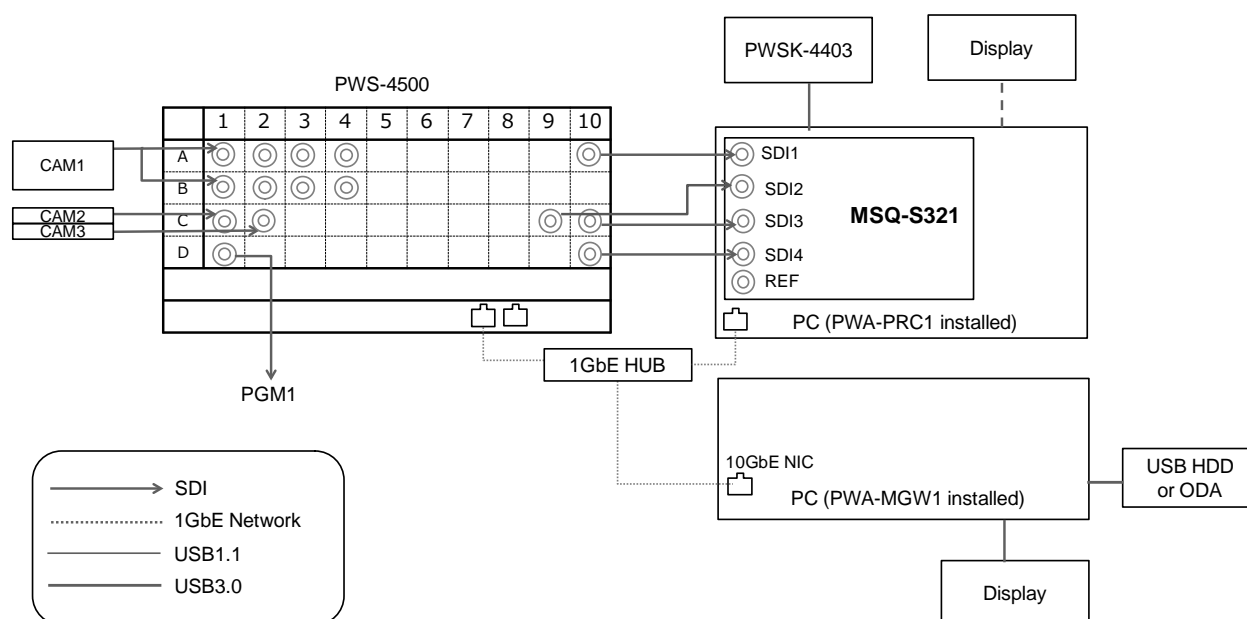 PWSK-4403
Display
PWS-4500
1 2 3 4 5 6 7 8 9 10
A
B
C
D
CAM1
CAM2
CAM3
SDI1
SDI2
SDI3
SDI4
REF
MSQ-S321
PC (PWA-PRC1 installed)
1GbE HUB
PGM1
10GbE NIC
PC (PWA-MGW1 installed)
USB HDD
or ODA
Display
SDI
1GbE Network
USB1.1
USB3.0